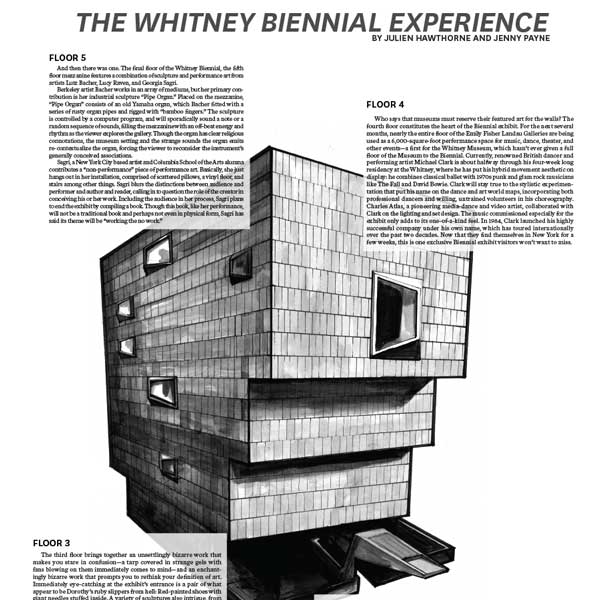 THE WHITNEY BIENNIAL EXPERIENCE
BY JULIEN HAWTHORNE AND JENNY PAYNE
FLOOR 5
And then there was one. The final floor of the Whitney Biennial, the fifth
floor mezzanine features a combination of sculpture and performance art from
artists Lutz Bacher, Lucy Raven, and Georgia Sagri.
Berkeley artist Bacher works in an array of mediums, but her primary con-
tribution is her individual sculpture “Pipe Organ.” Placed on the mezzanine,
“Pipe Organ” consists of an old Yamaha organ, which Bacher fitted with a
series of rusty organ pipes and rigged with “bamboo fingers.” The sculpture
is controlled by a computer program, and will sporadically sound a note or a
random sequence of sounds, filling the mezzanine with an off-beat energy and
rhythm as the viewer explores the gallery. Though the organ has clear religious
connotations, the museum setting and the strange sounds the organ emits
re-contextualize the organ, forcing the viewer to reconsider the instrument’s
generally conceived associations.
Sagri, a New York City based artist and Columbia School of the Arts alumna
contributes a “non-performance” piece of performance art. Basically, she just
hangs out in her installation, comprised of scattered pillows, a vinyl floor, and
stairs among other things. Sagri blurs the distinctions between audience and
performer and author and reader, calling in to question the role of the creator in
conceiving his or her work. Including the audience in her process, Sagri plans
to end the exhibit by composing a book. Though this book, like her performance,
will not be a traditional book and perhaps not even in physical form, Sagri has
said its theme will be “working the no work.”
FLOOR 4
Who says that museums must reserve their featured art for the walls? The
fourth floor constitutes the heart of the Biennial exhibit. For the next several
months, nearly the entire floor of the Emily Fisher Landau Galleries are being
used as a 6,000-square-foot performance space for music, dance, theater, and
other events—a first for the Whitney Museum, which hasn’t ever given a full
floor of the Museum to the Biennial. Currently, renowned British dancer and
performing artist Michael Clark is about halfway through his four-week long
residency at the Whitney, where he has put his hybrid movement aesthetic on
display: he combines classical ballet with 1970s punk and glam rock musicians
like The Fall and David Bowie. Clark will stay true to the stylistic experimen-
tation that put his name on the dance and art world maps, incorporating both
professional dancers and willing, untrained volunteers in his choreography.
Charles Atlas, a pioneering media-dance and video artist, collaborated with
Clark on the lighting and set design. The music commissioned especially for the
exhibit only adds to its one-of-a-kind feel. In 1984, Clark launched his highly
successful company under his own name, which has toured internationally
over the past two decades. Now that they find themselves in New York for a
few weeks, this is one exclusive Biennial exhibit visitors won’t want to miss.
FLOOR 3
The third floor brings together an unsettlingly bizarre work that
makes you stare in confusion—a tarp covered in strange gels with
fans blowing on them immediately comes to mind—and an enchant-
ingly bizarre work that prompts you to rethink your definition of art.
Immediately eye-catching at the exhibit’s entrance is a pair of what
appear to be Dorothy’s ruby slippers from hell: Red-painted shoes with
giant needles stuffed inside. A variety of sculptures also intrigue, from